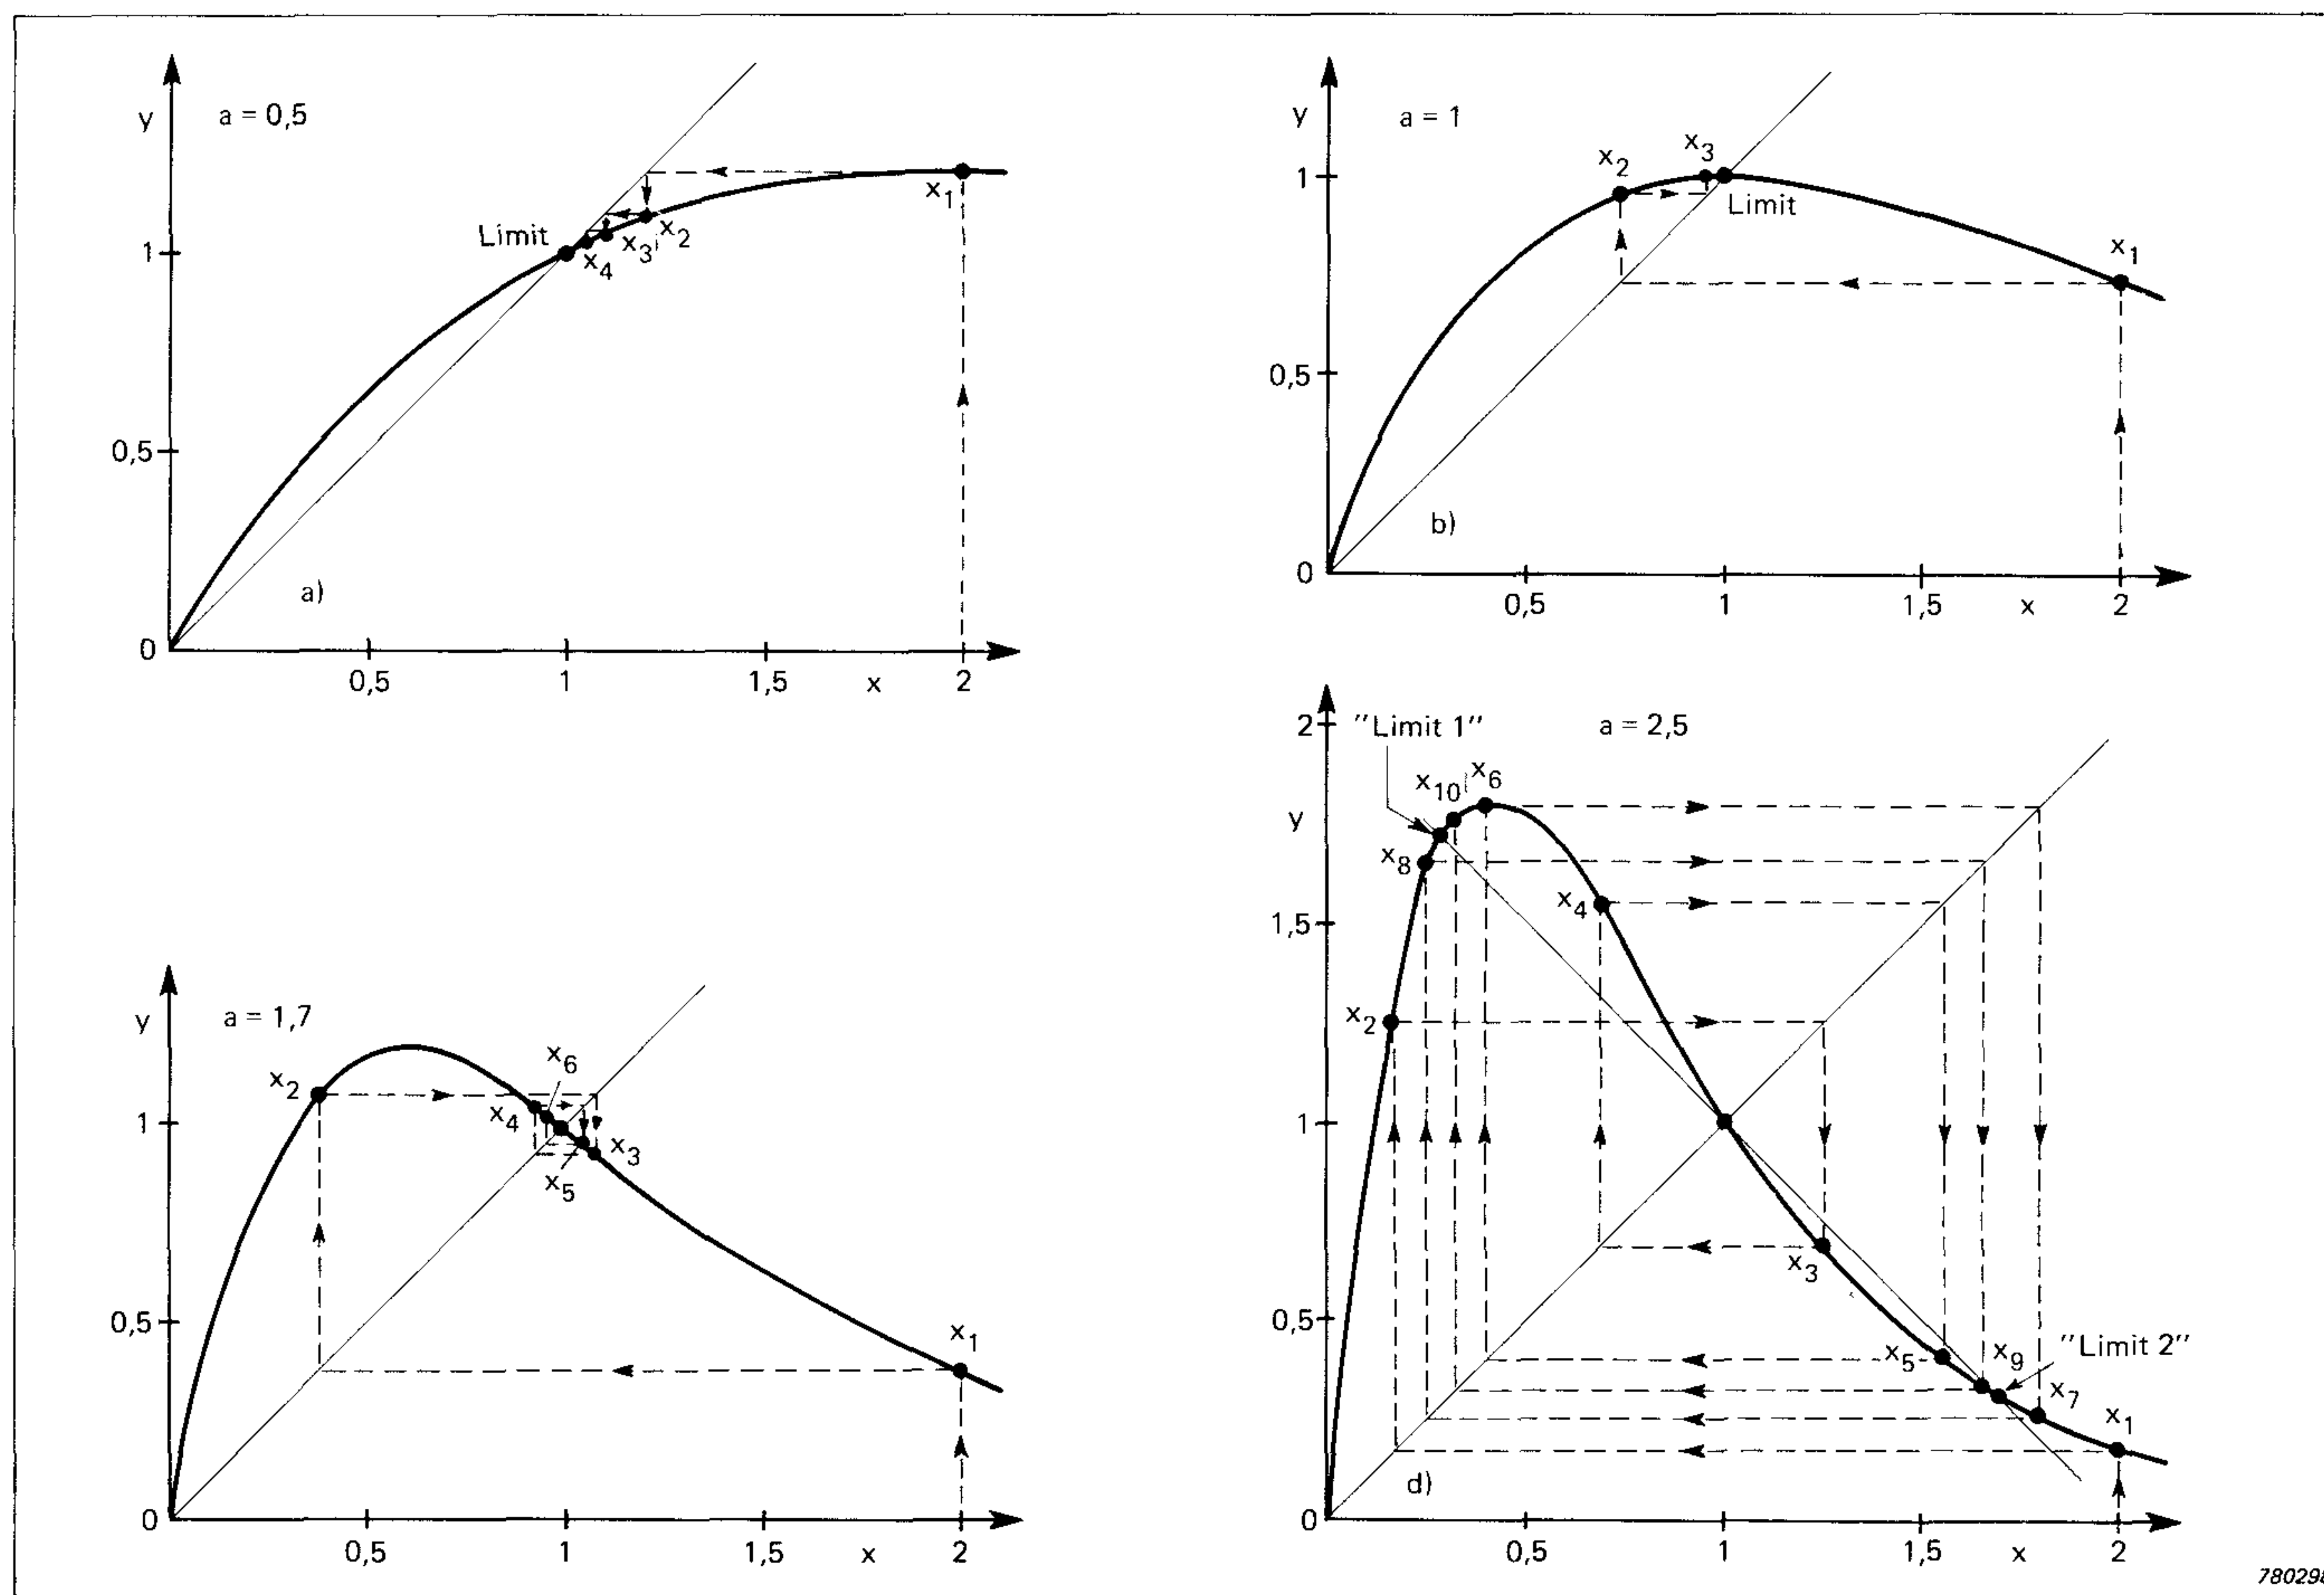 y
a = 0,5
x₁
Limit
x₂
x₃
x₄
1
0,5
a)
0
0,5
1
1,5
x
2
y
a = 1
x₂
x₃
1
Limit
x₁
0,5
b)
0
0,5
1
1,5
x
2
y
a = 1,7
x₆
x₂
x₄
1
x₃
x₅
0,5
x₁
0
0,5
1
1,5
x
2
2
"Limit 1"
a = 2,5
x₁₀
x₆
y
x₈
x₄
1,5
x₂
1
x₃
0,5
x₅
x₉
"Limit 2"
x₇
x₁
d)
0
0,5
1
1,5
x
2